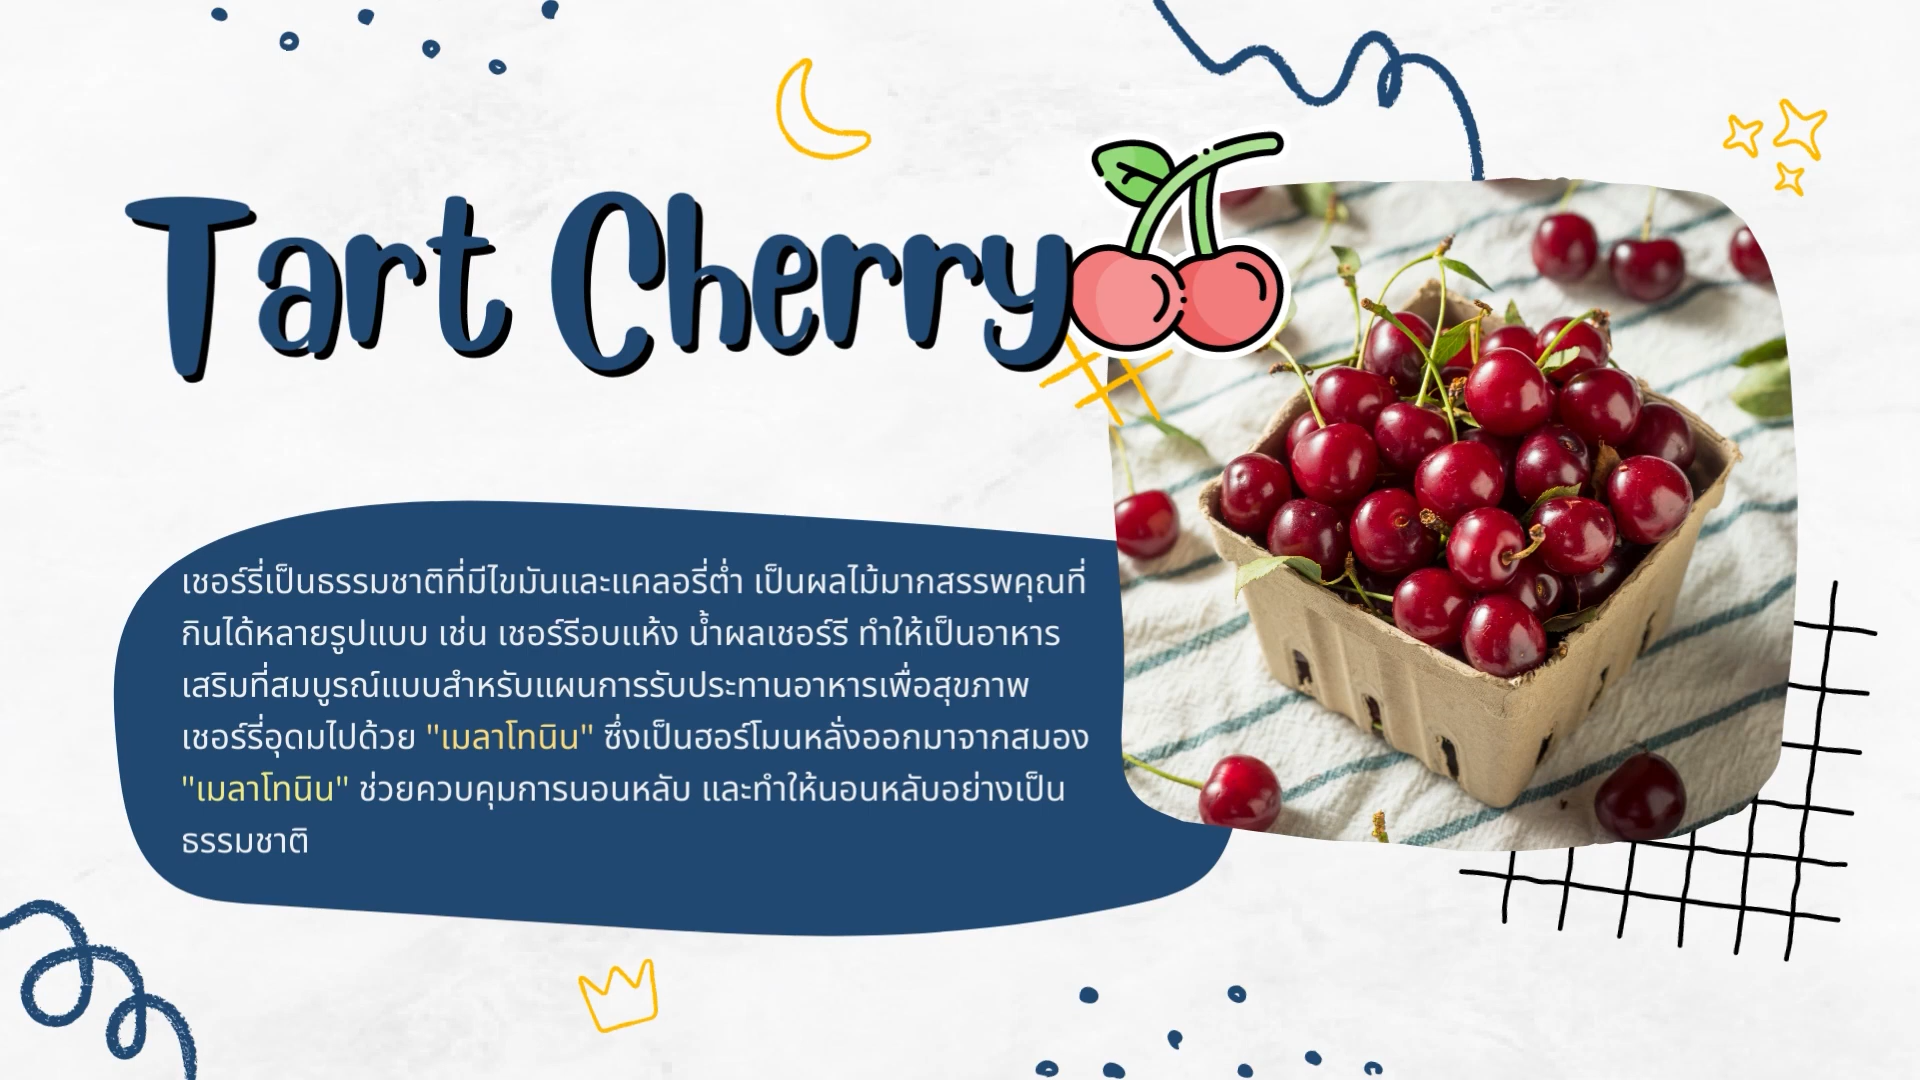 Tart Cherry
เชอร์รี่เป็นธรรมชาติที่มีไขมันและแคลอรี่ต่ำ เป็นผลไม้มากสรรพคุณที่
กินได้หลายรูปแบบ เช่น เชอร์รีอบแห้ง น้ำผลเชอร์รี ทำให้เป็นอาหาร
เสริมที่สมบูรณ์แบบสำหรับแผนการรับประทานอาหารเพื่อสุขภาพ
เชอร์รี่อุดมไปด้วย "เมลาโทนิน" ซึ่งเป็นฮอร์โมนหลั่งออกมาจากสมอง
"เมลาโทนิน" ช่วยควบคุมการนอนหลับ และทำให้นอนหลับอย่างเป็น
ธรรมชาติ